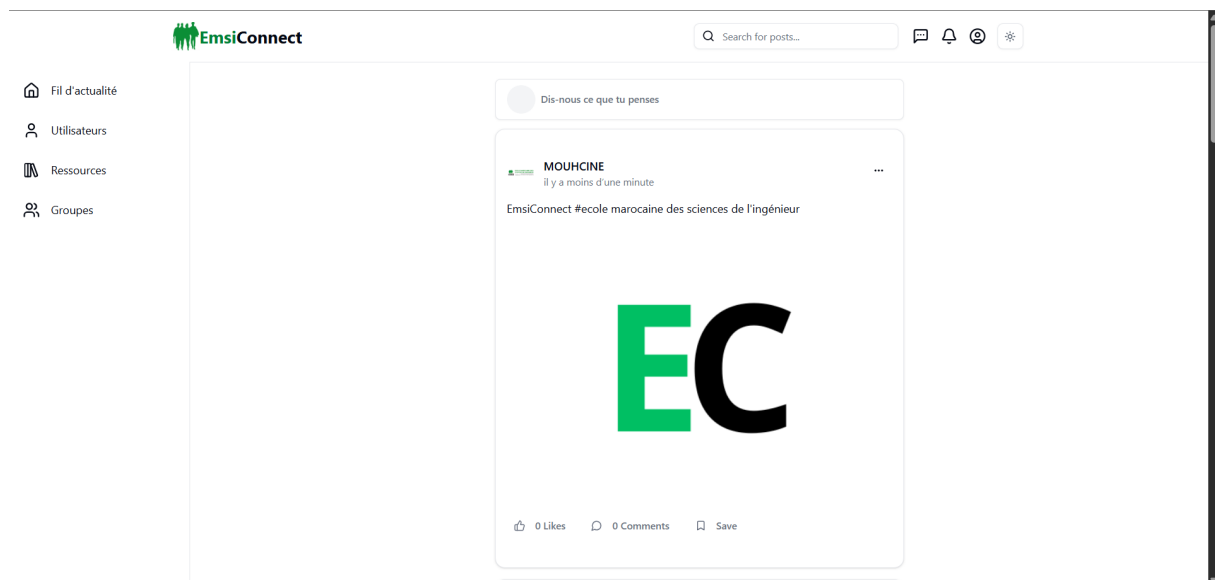 EmsiConnect
Search for posts...
Fil d'actualité
Utilisateurs
Ressources
Groupes
Dis-nous ce que tu penses
MOUHCINE
il y a moins d'une minute
EmsiConnect #ecole marocaine des sciences de l'ingénieur
EC
0 Likes
0 Comments
Save